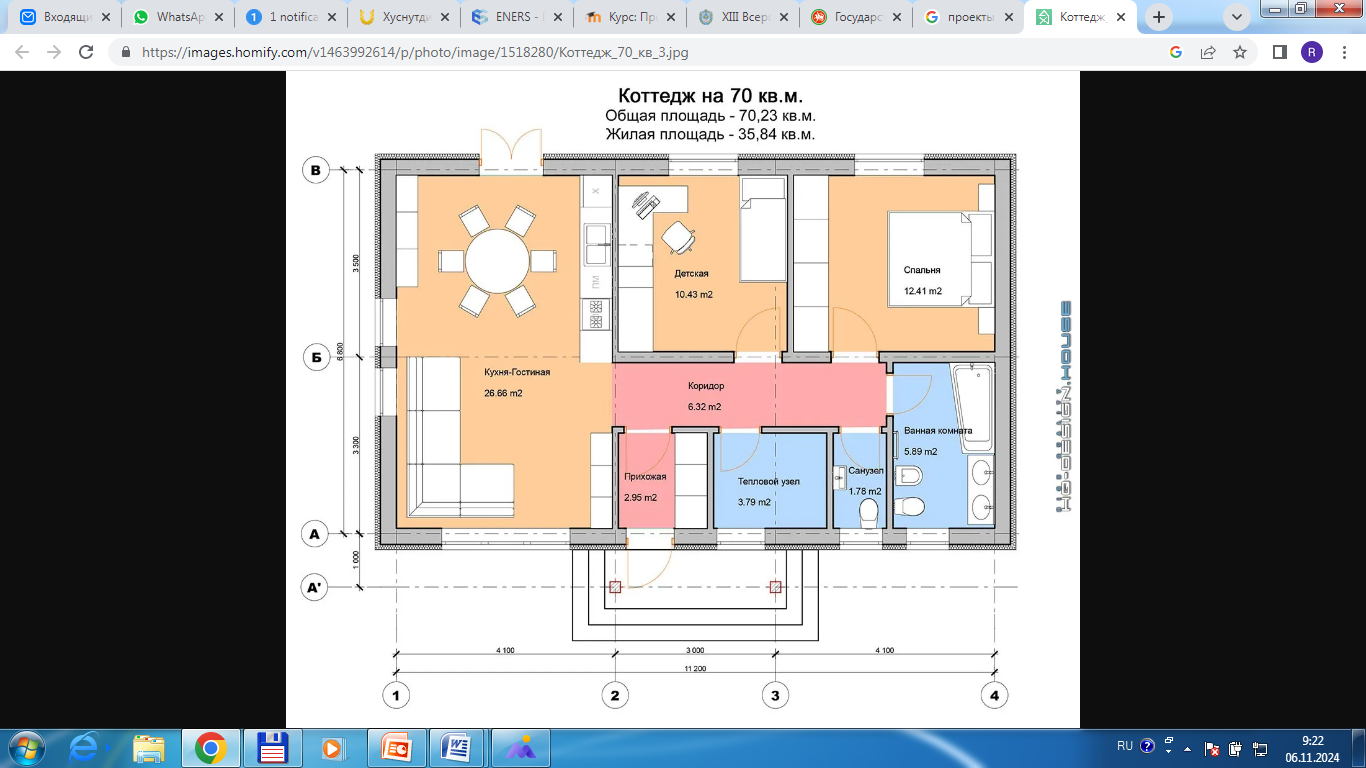 Входящи
WhatsAp
1 notifica
Хуснутди
ENERS -
Курс: Пр
XIII Всер
Государс
проекты
Коттедж
https://images.homify.com/v1463992614/p/photo/image/1518280/Коттедж_70_кв_3.jpg
R
Коттедж на 70 кв.м.
Общая площадь - 70,23 кв.м.
Жилая площадь - 35,84 кв.м.
В
Б
А
А'
3 500
6 800
3 300
1 000
X
ПМ
Детская
10.43 m2
Спальня
12.41 m2
Кухня-Гостиная
26.66 m2
Коридор
6.32 m2
Ванная комната
5.89 m2
Прихожая
2.95 m2
Тепловой узел
3.79 m2
Санузел
1.78 m2
HG-DESIGN.HOUSE
4 100
3 000
4 100
11 200
1
2
3
4
RU
9:22
06.11.2024